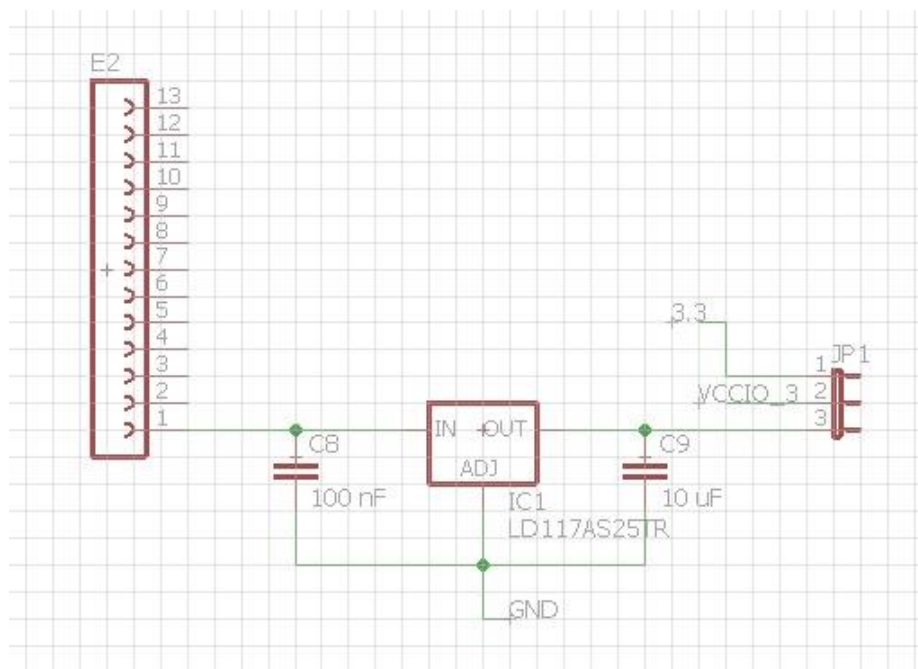 E2
13
12
11
10
9
8
7
6
5
4
3
2
1
3.3
JP1
1
VCCIO_3 2
3
IN OUT
ADJ
C8
100 nF
IC1
LD117AS25TR
C9
10 uF
GND